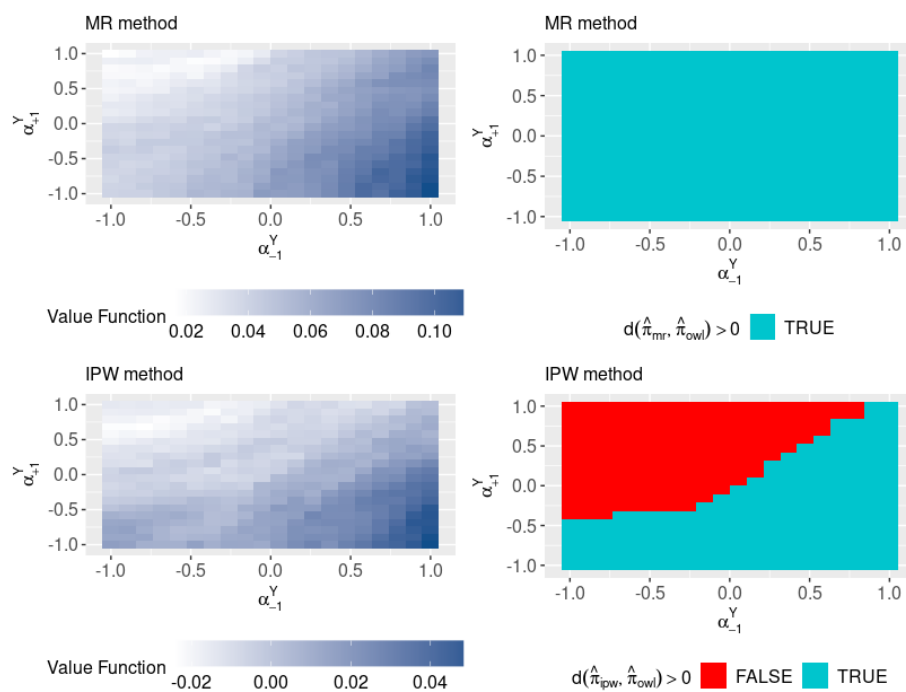 MR method
1.0
0.5
0.0
-0.5
-1.0
α^Y_{+1}
-1.0 -0.5 0.0 0.5 1.0
α^Y_{-1}
Value Function
0.02 0.04 0.06 0.08 0.10
MR method
1.0
0.5
0.0
-0.5
-1.0
α^Y_{+1}
-1.0 -0.5 0.0 0.5 1.0
α^Y_{-1}
d(π̂_{mr}, π̂_{owl}) > 0 TRUE
IPW method
1.0
0.5
0.0
-0.5
-1.0
α^Y_{+1}
-1.0 -0.5 0.0 0.5 1.0
α^Y_{-1}
Value Function
-0.02 0.00 0.02 0.04
IPW method
1.0
0.5
0.0
-0.5
-1.0
α^Y_{+1}
-1.0 -0.5 0.0 0.5 1.0
α^Y_{-1}
d(π̂_{ipw}, π̂_{owl}) > 0 FALSE TRUE